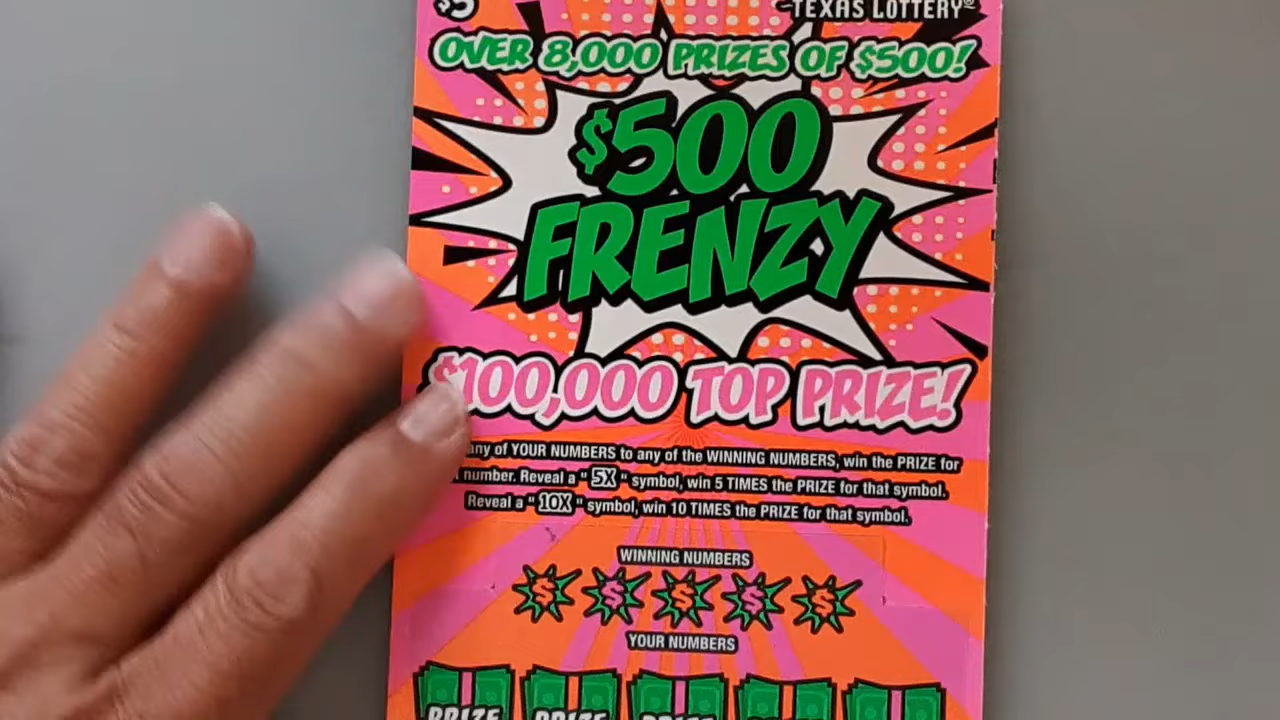 $5
TEXAS LOTTERY®
OVER 8,000 PRIZES OF $500!
$500
FRENZY
$100,000 TOP PRIZE!
any of YOUR NUMBERS to any of the WINNING NUMBERS, win the PRIZE for
number. Reveal a "5X" symbol, win 5 TIMES the PRIZE for that symbol.
Reveal a "10X" symbol, win 10 TIMES the PRIZE for that symbol.
WINNING NUMBERS
$ $ $ $ $
YOUR NUMBERS
PRIZE PRIZE PRIZE